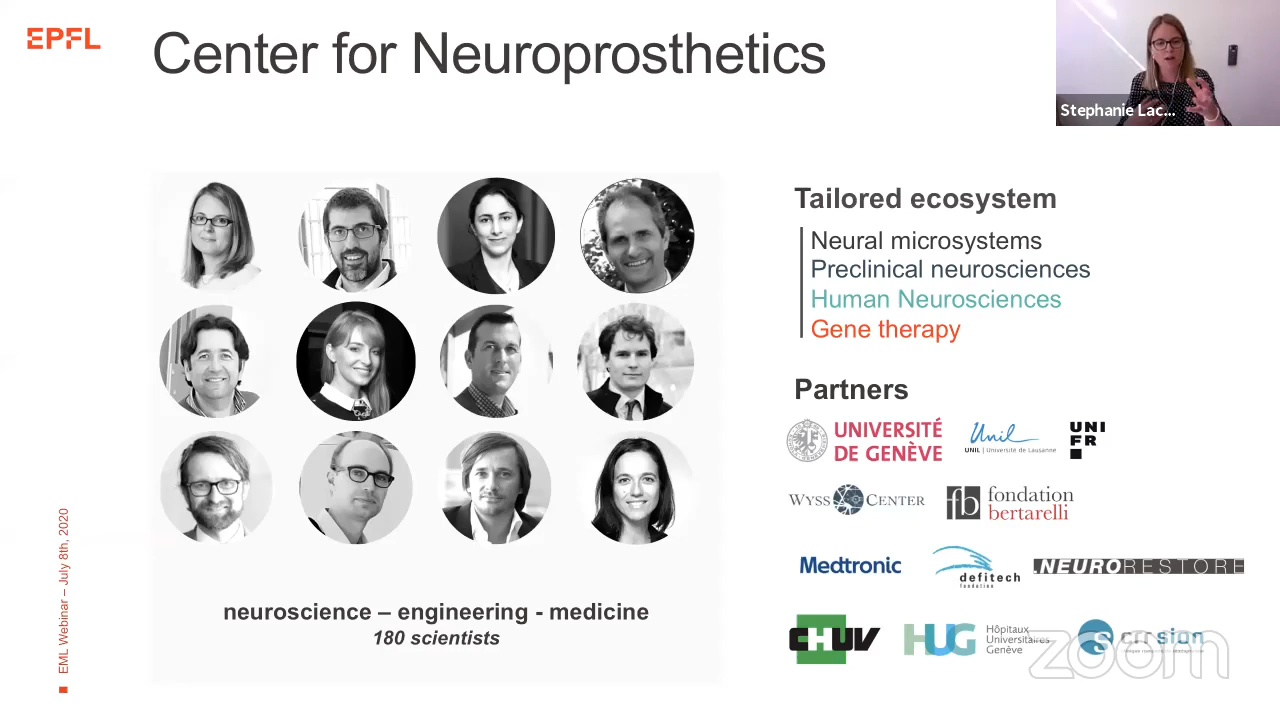 EPFL
Center for Neuroprosthetics
Stephanie Lac...
Tailored ecosystem
Neural microsystems
Preclinical neurosciences
Human Neurosciences
Gene therapy
Partners
UNIVERSITÉ
DE GENÈVE
Unil
UNIL | Université de Lausanne
UNI
FR
WYSS CENTER
fb fondation
bertarelli
Medtronic
defitech
fondation
.NEURORESTORE
CHUV
HUG Hôpitaux
Universitaires
Genève
zoom
neuroscience – engineering - medicine
180 scientists
EML Webinar – July 8th, 2020